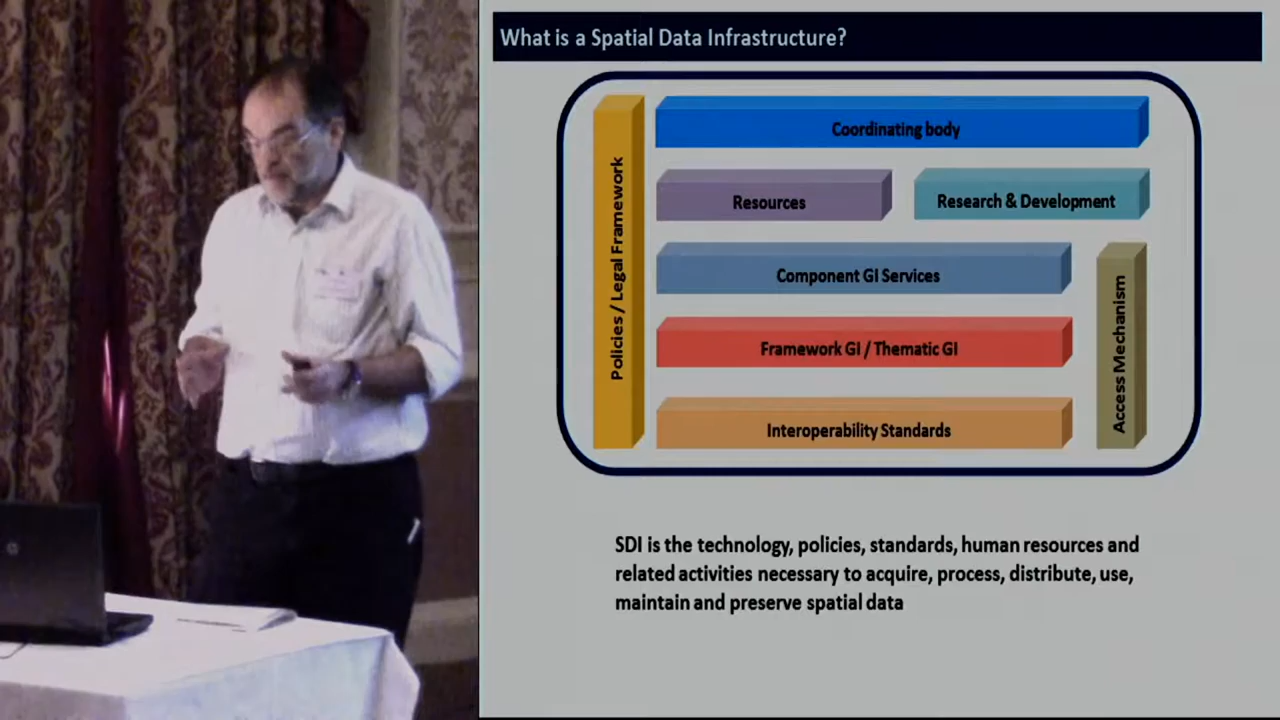 What is a Spatial Data Infrastructure?
Policies / Legal Framework
Coordinating body
Resources
Research & Development
Component GI Services
Framework GI / Thematic GI
Interoperability Standards
Access Mechanism
SDI is the technology, policies, standards, human resources and
related activities necessary to acquire, process, distribute, use,
maintain and preserve spatial data